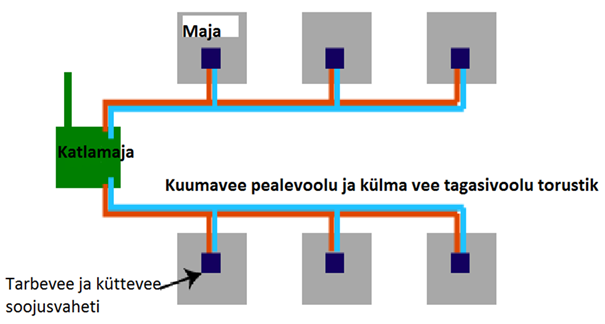 Maja
Katlamaja
Kuumavee pealevoolu ja külma vee tagasivoolu torustik
Tarbevee ja küttevee
soojusvaheti